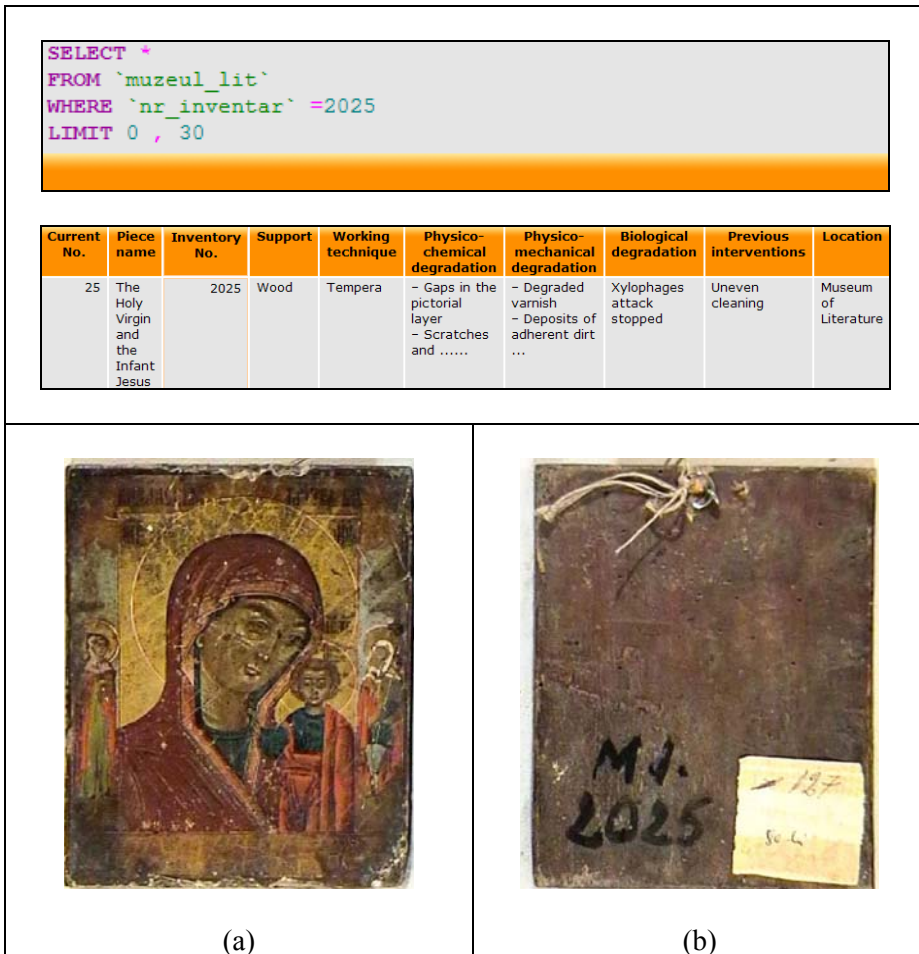 SELECT *
FROM `muzeul_lit`
WHERE `nr_inventar` =2025
LIMIT 0 , 30
Current No. Piece name Inventory No. Support Working technique Physico-chemical degradation Physico-mechanical degradation Biological degradation Previous interventions Location
25 The Holy Virgin and the Infant Jesus 2025 Wood Tempera – Gaps in the pictorial layer – Scratches and ...... – Degraded varnish – Deposits of adherent dirt ... Xylophages attack stopped Uneven cleaning Museum of Literature
127
2025
(a) (b)